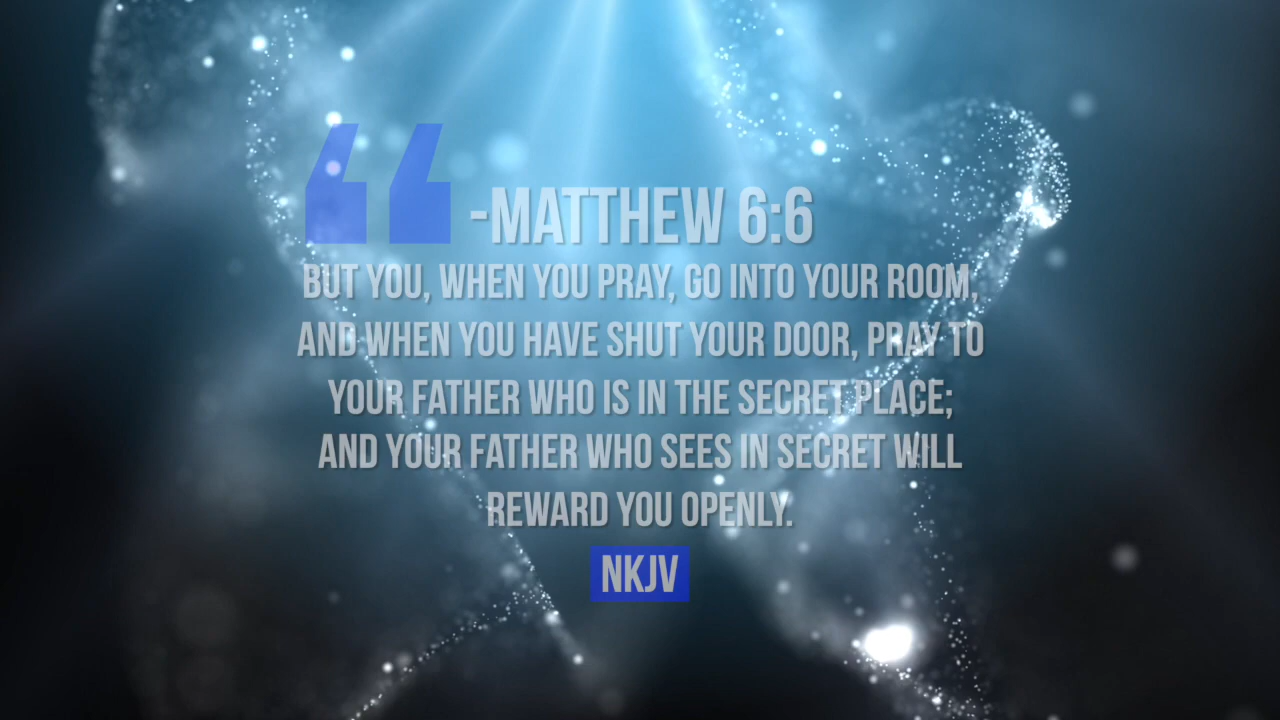 “ -MATTHEW 6:6
BUT YOU, WHEN YOU PRAY, GO INTO YOUR ROOM,
AND WHEN YOU HAVE SHUT YOUR DOOR, PRAY TO
YOUR FATHER WHO IS IN THE SECRET PLACE;
AND YOUR FATHER WHO SEES IN SECRET WILL
REWARD YOU OPENLY.
NKJV